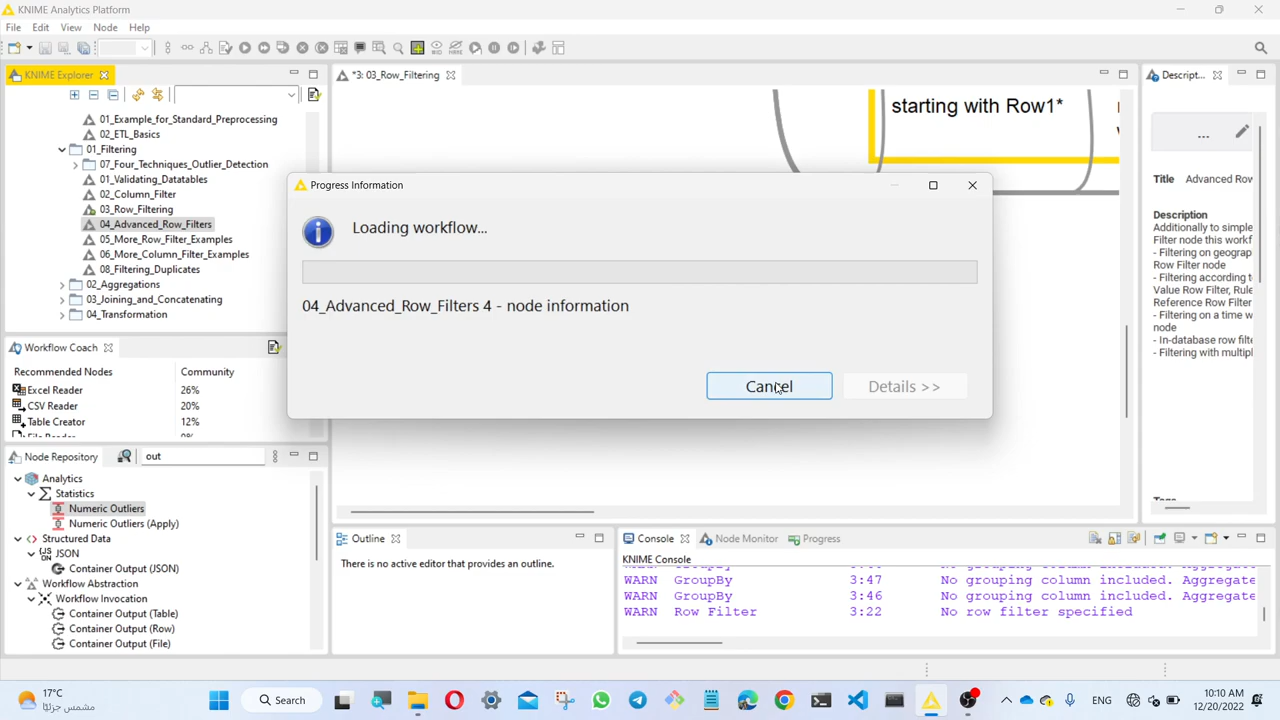 KNIME Analytics Platform
File Edit View Node Help
KNIME Explorer
*3: 03_Row_Filtering
Descript...
01_Example_for_Standard_Preprocessing
02_ETL_Basics
01_Filtering
07_Four_Techniques_Outlier_Detection
01_Validating_Datatables
02_Column_Filter
03_Row_Filtering
04_Advanced_Row_Filters
05_More_Row_Filter_Examples
06_More_Column_Filter_Examples
08_Filtering_Duplicates
02_Aggregations
03_Joining_and_Concatenating
04_Transformation
starting with Row1*
Progress Information
Loading workflow...
04_Advanced_Row_Filters 4 - node information
Cancel
Details >>
...
Title Advanced Row
Description
Additionally to simple
Filter node this workf
- Filtering on geograp
Row Filter node
- Filtering according to
Value Row Filter, Rule
Reference Row Filter
- Filtering on a time w
node
- In-database row filte
- Filtering with multipl
Workflow Coach
Recommended Nodes Community
Excel Reader 26%
CSV Reader 20%
Table Creator 12%
Node Repository
out
Analytics
Statistics
Numeric Outliers
Numeric Outliers (Apply)
Structured Data
JSON
Container Output (JSON)
Workflow Abstraction
Workflow Invocation
Container Output (Table)
Container Output (Row)
Container Output (File)
Outline
There is no active editor that provides an outline.
Console Node Monitor Progress
KNIME Console
WARN GroupBy 3:47 No grouping column included. Aggregate
WARN GroupBy 3:46 No grouping column included. Aggregate
WARN Row Filter 3:22 No row filter specified
17°C
مشمس جزئيًا
Search
ENG
10:10 AM
12/20/2022